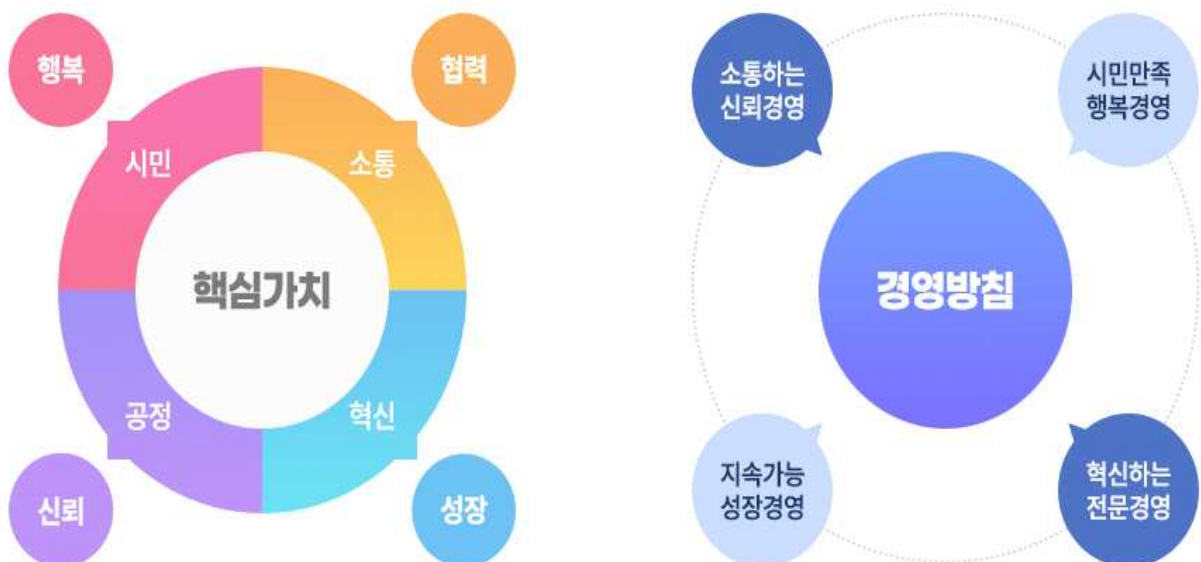 행복
협력
시민
소통
핵심가치
공정
혁신
신뢰
성장
소통하는
신뢰경영
시민만족
행복경영
경영방침
지속가능
성장경영
혁신하는
전문경영